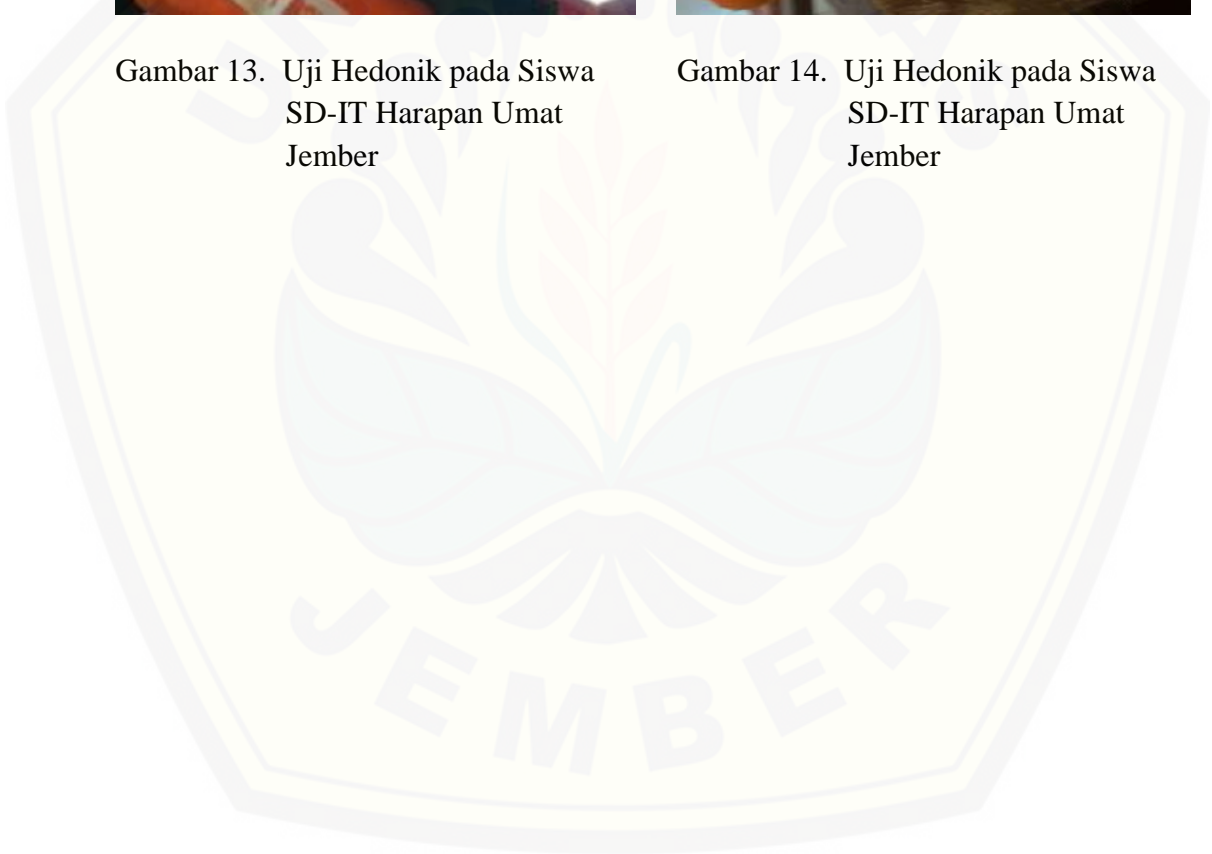 Gambar 13. Uji Hedonik pada Siswa
SD-IT Harapan Umat
Jember
Gambar 14. Uji Hedonik pada Siswa
SD-IT Harapan Umat
Jember
JEMBER